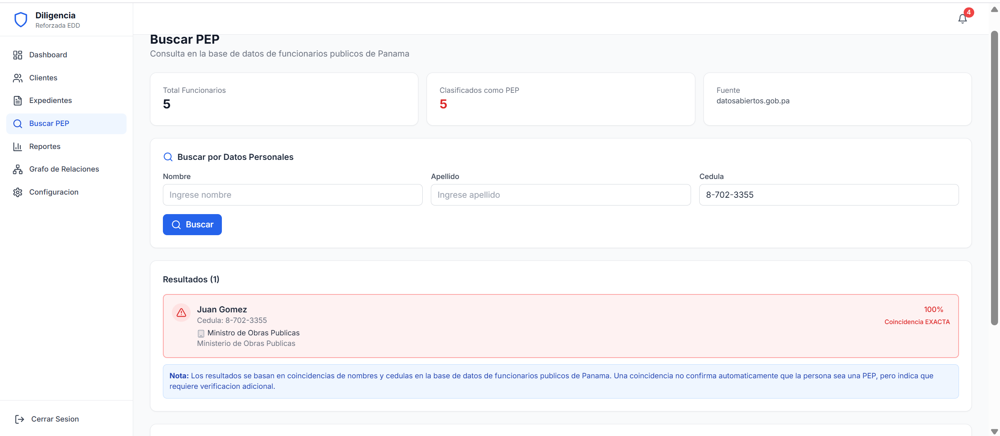 Diligencia
Reforzada EDD
Dashboard
Clientes
Expedientes
Buscar PEP
Reportes
Grafo de Relaciones
Configuracion
Cerrar Sesion
4
Buscar PEP
Consulta en la base de datos de funcionarios publicos de Panama
Total Funcionarios
5
Clasificados como PEP
5
Fuente
datosabiertos.gob.pa
Buscar por Datos Personales
Nombre
Ingrese nombre
Apellido
Ingrese apellido
Cedula
8-702-3355
Buscar
Resultados (1)
Juan Gomez
Cedula: 8-702-3355
Ministro de Obras Publicas
Ministerio de Obras Publicas
100%
Coincidencia EXACTA
Nota: Los resultados se basan en coincidencias de nombres y cedulas en la base de datos de funcionarios publicos de Panama. Una coincidencia no confirma automaticamente que la persona sea una PEP, pero indica que
requiere verificacion adicional.